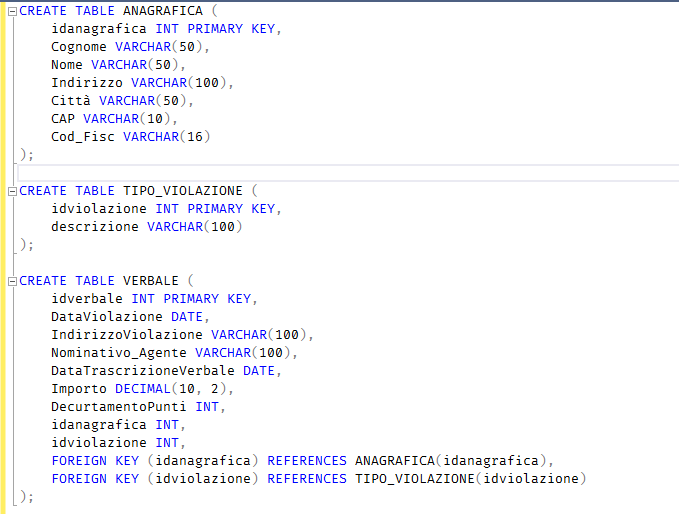 CREATE TABLE ANAGRAFICA (
idanagrafica INT PRIMARY KEY,
Cognome VARCHAR(50),
Nome VARCHAR(50),
Indirizzo VARCHAR(100),
Città VARCHAR(50),
CAP VARCHAR(10),
Cod_Fisc VARCHAR(16)
);
CREATE TABLE TIPO_VIOLAZIONE (
idviolazione INT PRIMARY KEY,
descrizione VARCHAR(100)
);
CREATE TABLE VERBALE (
idverbale INT PRIMARY KEY,
DataViolazione DATE,
IndirizzoViolazione VARCHAR(100),
Nominativo_Agente VARCHAR(100),
DataTrascrizioneVerbale DATE,
Importo DECIMAL(10, 2),
DecurtamentoPunti INT,
idanagrafica INT,
idviolazione INT,
FOREIGN KEY (idanagrafica) REFERENCES ANAGRAFICA(idanagrafica),
FOREIGN KEY (idviolazione) REFERENCES TIPO_VIOLAZIONE(idviolazione)
);